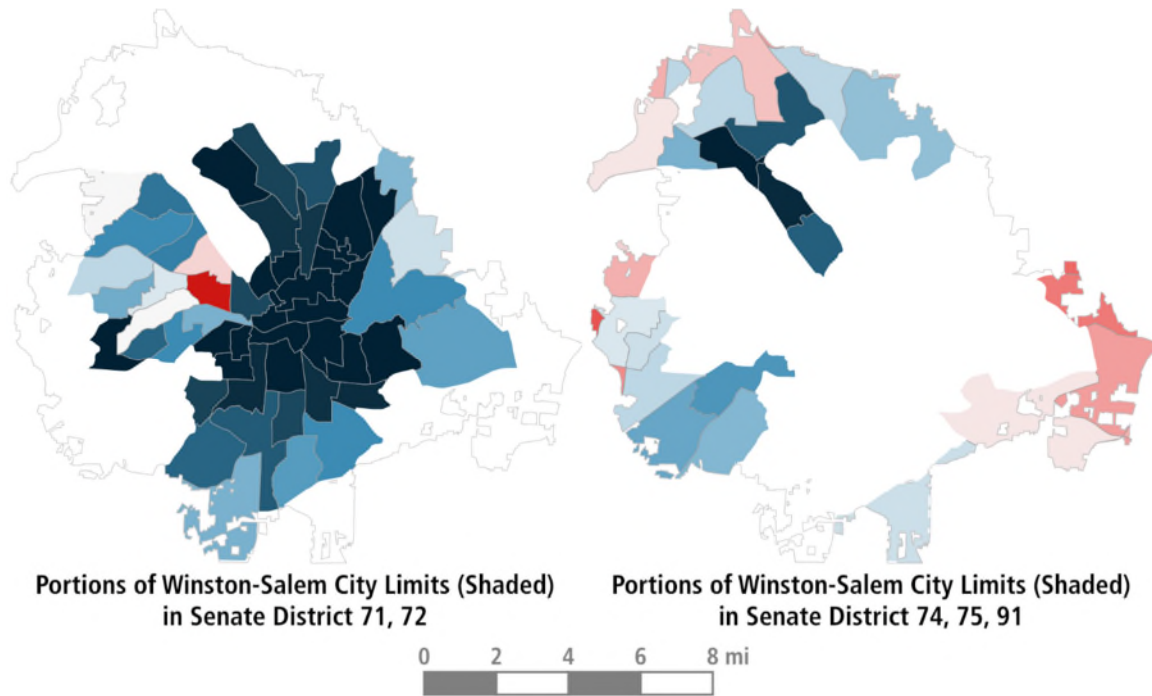 Portions of Winston-Salem City Limits (Shaded)
in Senate District 71, 72
Portions of Winston-Salem City Limits (Shaded)
in Senate District 74, 75, 91
0 2 4 6 8 mi